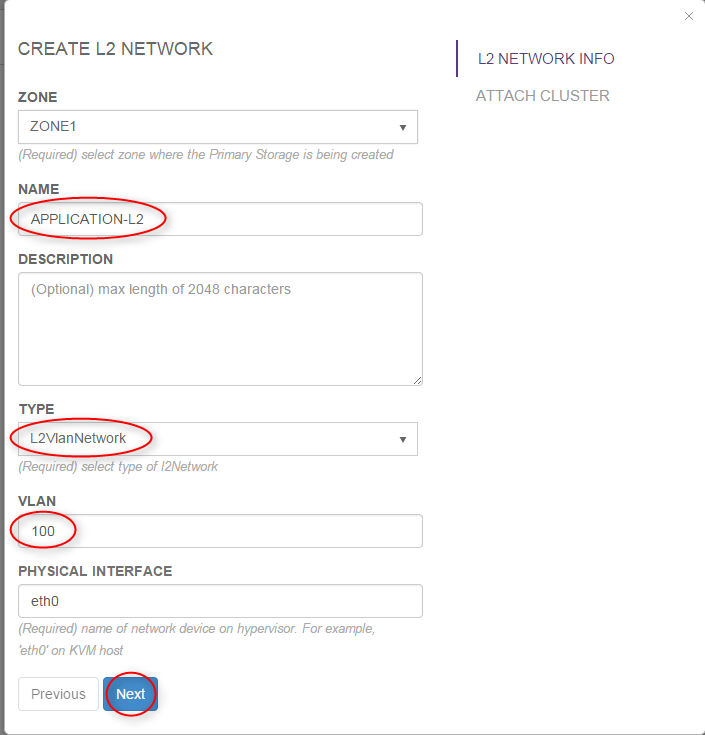 CREATE L2 NETWORK
ZONE
ZONE1
(Required) select zone where the Primary Storage is being created
NAME
APPLICATION-L2
DESCRIPTION
(Optional) max length of 2048 characters
TYPE
L2VlanNetwork
(Required) select type of l2Network
VLAN
100
PHYSICAL INTERFACE
eth0
(Required) name of network device on hypervisor. For example,
'eth0' on KVM host
Previous
Next
L2 NETWORK INFO
ATTACH CLUSTER